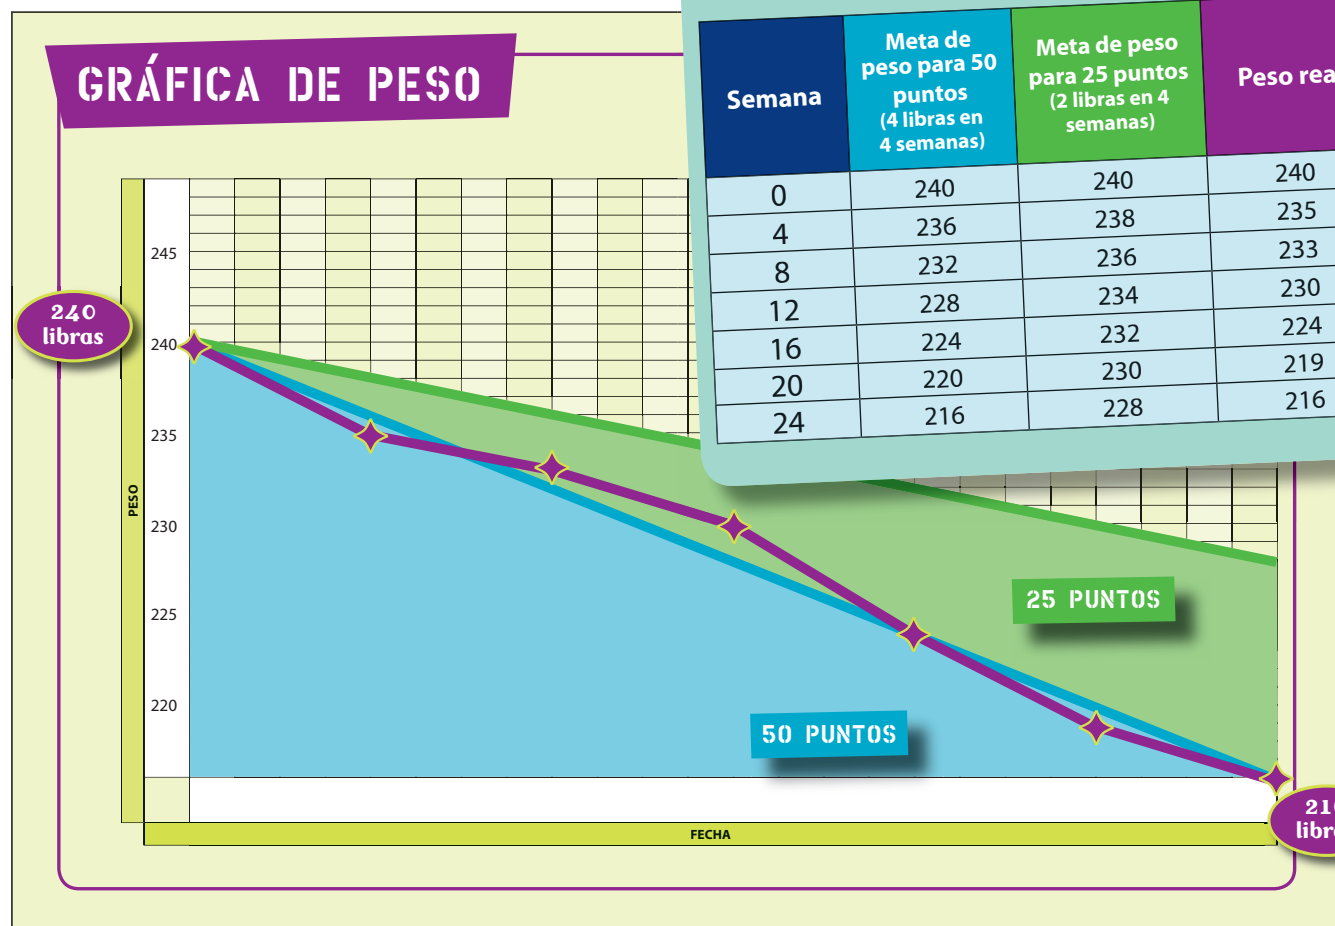 GRÁFICA DE PESO
Semana
Meta de
peso para 50
puntos
(4 libras en
4 semanas)
Meta de peso
para 25 puntos
(2 libras en 4
semanas)
Peso rea
0 240 240 240
4 236 238 235
8 232 236 233
12 228 234 230
16 224 232 224
20 220 230 219
24 216 228 216
240
libras
PESO
245
240
235
230
225
220
25 PUNTOS
50 PUNTOS
FECHA